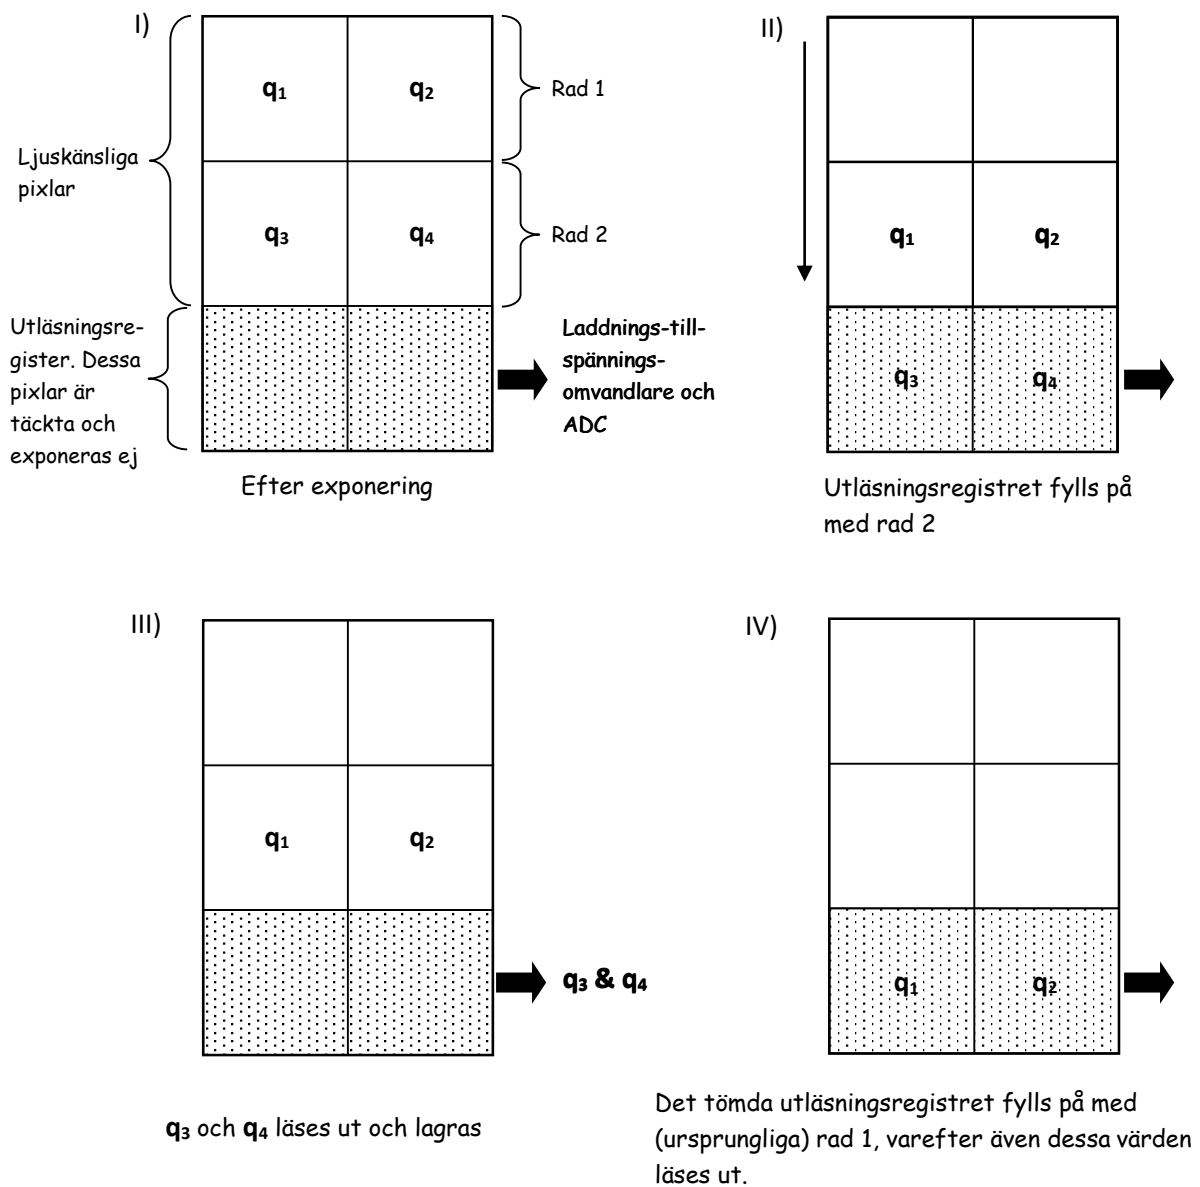 I)
q₁
q₂
Rad 1
Ljuskänsliga
pixlar
q₃
q₄
Rad 2
Utläsningsre-
gister. Dessa
pixlar är
täckta och
exponeras ej
Laddnings-till-
spännings-
omvandlare och
ADC
Efter exponering
II)
q₁
q₂
q₃
q₄
Utläsningsregistret fylls på
med rad 2
III)
q₁
q₂
q₃ & q₄
q₃ och q₄ läses ut och lagras
IV)
q₁
q₂
Det tömda utläsningsregistret fylls på med
(ursprungliga) rad 1, varefter även dessa värden
läses ut.